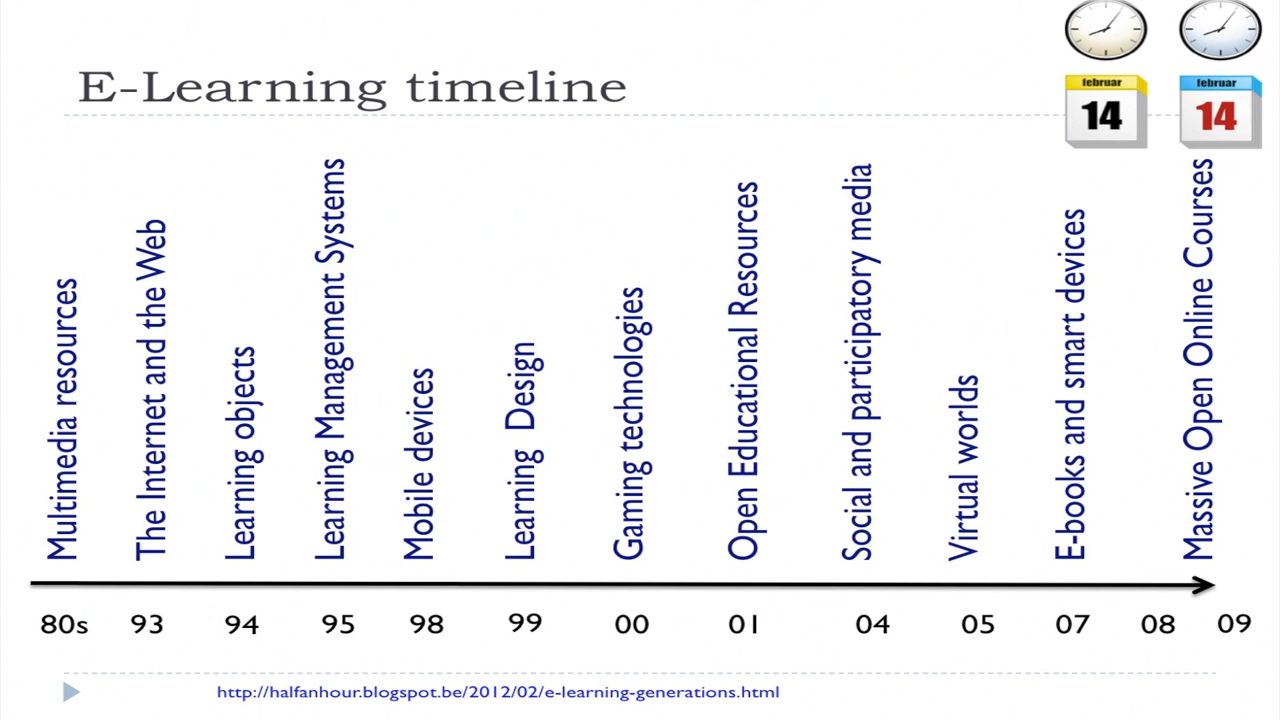 E-Learning timeline
februar
14
februar
14
Multimedia resources
The Internet and the Web
Learning objects
Learning Management Systems
Mobile devices
Learning Design
Gaming technologies
Open Educational Resources
Social and participatory media
Virtual worlds
E-books and smart devices
Massive Open Online Courses
80s 93 94 95 98 99 00 01 04 05 07 08 09
http://halfanhour.blogspot.be/2012/02/e-learning-generations.html